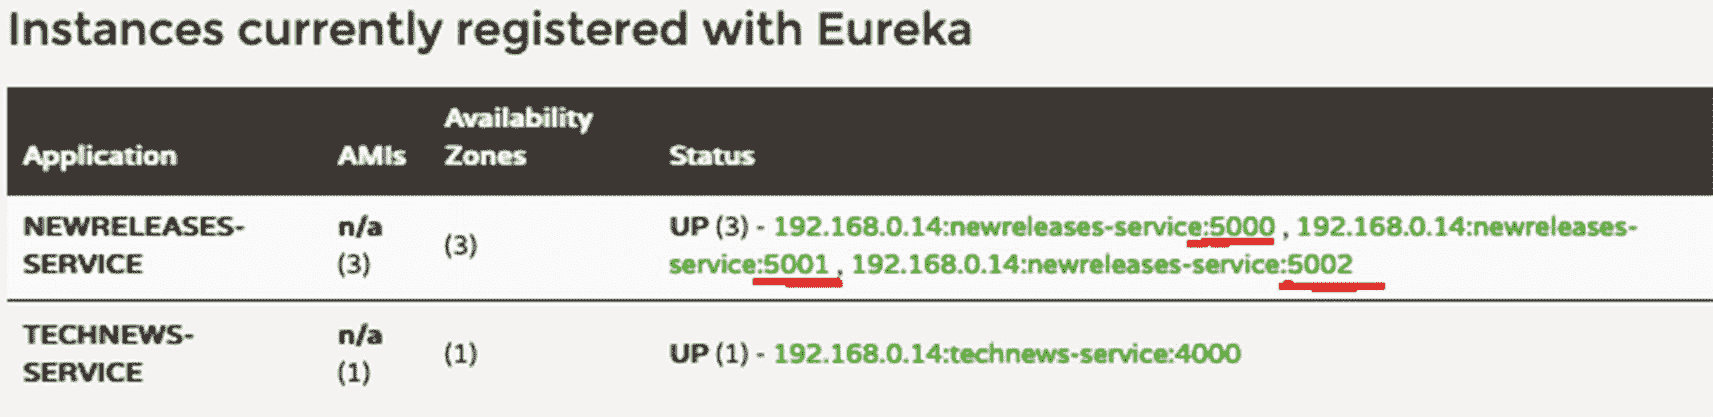 Instances currently registered with Eureka
Availability
Application AMIs Zones Status
NEWRELEASES- n/a UP (3) - 192.168.0.14:newreleases-service:5000 , 192.168.0.14:newreleases-
(3)
SERVICE (3) service:5001 , 192.168.0.14:newreleases-service:5002
TECHNEWS- n/a
(1) UP (1) - 192.168.0.14:technews-service:4000
SERVICE (1)